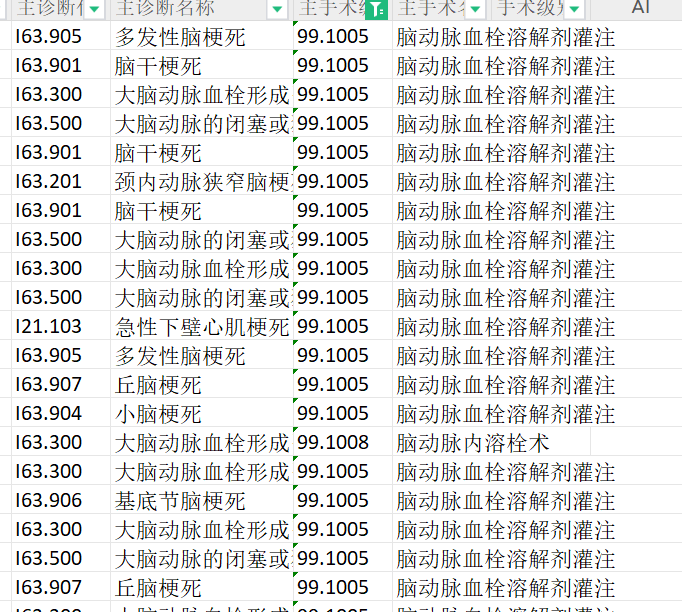 主诊断 主诊断名称 主手术 主手术 手术级 AI
I63.905 多发性脑梗死 99.1005 脑动脉血栓溶解剂灌注
I63.901 脑干梗死 99.1005 脑动脉血栓溶解剂灌注
I63.300 大脑动脉血栓形成 99.1005 脑动脉血栓溶解剂灌注
I63.500 大脑动脉的闭塞或 99.1005 脑动脉血栓溶解剂灌注
I63.901 脑干梗死 99.1005 脑动脉血栓溶解剂灌注
I63.201 颈内动脉狭窄脑梗 99.1005 脑动脉血栓溶解剂灌注
I63.901 脑干梗死 99.1005 脑动脉血栓溶解剂灌注
I63.500 大脑动脉的闭塞或 99.1005 脑动脉血栓溶解剂灌注
I63.300 大脑动脉血栓形成 99.1005 脑动脉血栓溶解剂灌注
I63.500 大脑动脉的闭塞或 99.1005 脑动脉血栓溶解剂灌注
I21.103 急性下壁心肌梗死 99.1005 脑动脉血栓溶解剂灌注
I63.905 多发性脑梗死 99.1005 脑动脉血栓溶解剂灌注
I63.907 丘脑梗死 99.1005 脑动脉血栓溶解剂灌注
I63.904 小脑梗死 99.1005 脑动脉血栓溶解剂灌注
I63.300 大脑动脉血栓形成 99.1008 脑动脉内溶栓术
I63.300 大脑动脉血栓形成 99.1005 脑动脉血栓溶解剂灌注
I63.906 基底节脑梗死 99.1005 脑动脉血栓溶解剂灌注
I63.300 大脑动脉血栓形成 99.1005 脑动脉血栓溶解剂灌注
I63.500 大脑动脉的闭塞或 99.1005 脑动脉血栓溶解剂灌注
I63.907 丘脑梗死 99.1005 脑动脉血栓溶解剂灌注